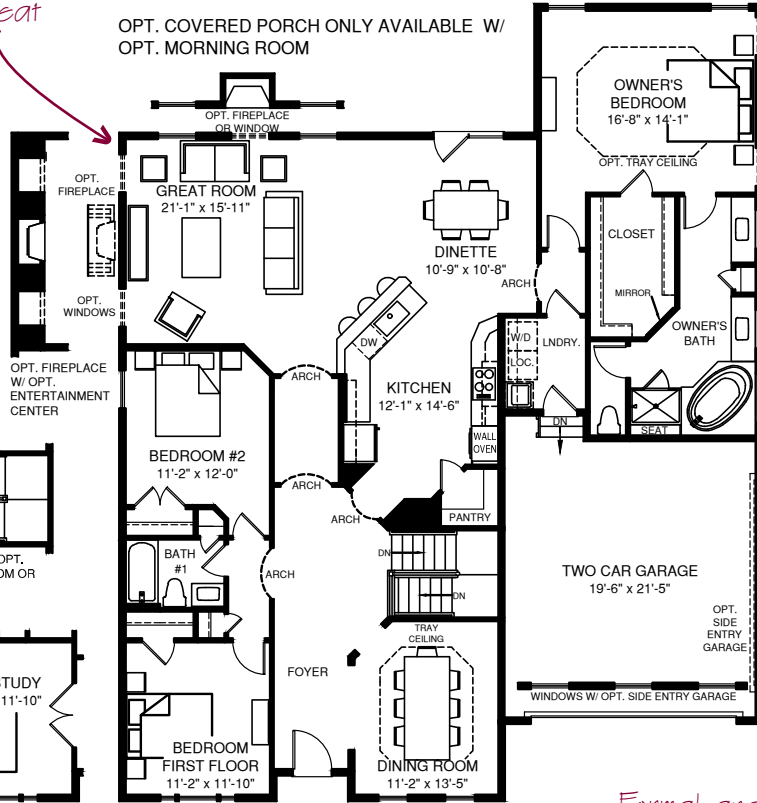 eat
OPT. COVERED PORCH ONLY AVAILABLE W/
OPT. MORNING ROOM
OPT. FIREPLACE
OR WINDOW
OWNER'S
BEDROOM
16'-8" x 14'-1"
OPT. TRAY CEILING
OPT.
FIREPLACE
GREAT ROOM
21'-1" x 15'-11"
DINETTE
10'-9" x 10'-8"
ARCH
CLOSET
MIRROR
OWNER'S
BATH
OPT.
WINDOWS
OPT. FIREPLACE
W/ OPT.
ENTERTAINMENT
CENTER
DW
W/D
LOC.
LNDRY.
ARCH
KITCHEN
12'-1" x 14'-6"
WALL
OVEN
DN
SEAT
BEDROOM #2
11'-2" x 12'-0"
ARCH
ARCH
PANTRY
OPT.
OM OR
BATH
#1
ARCH
DN
DN
TWO CAR GARAGE
19'-6" x 21'-5"
OPT.
SIDE
ENTRY
GARAGE
TRAY
CEILING
FOYER
STUDY
11'-10"
WINDOWS W/ OPT. SIDE ENTRY GARAGE
BEDROOM
FIRST FLOOR
11'-2" x 11'-10"
DINING ROOM
11'-2" x 13'-5"